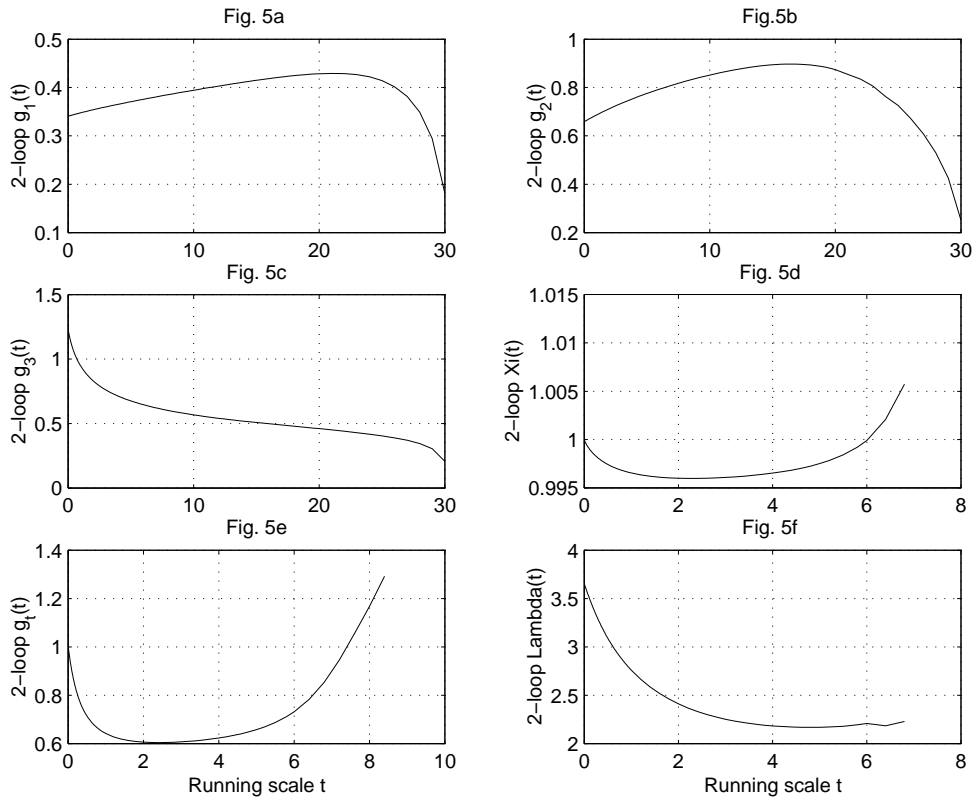 Fig. 5a
2−loop g_1(t)
0.5
0.4
0.3
0.2
0.1
0 10 20 30
Fig.5b
2−loop g_2(t)
1
0.8
0.6
0.4
0.2
0 10 20 30
Fig. 5c
2−loop g_3(t)
1.5
1
0.5
0
0 10 20 30
Fig. 5d
2−loop Xi(t)
1.015
1.01
1.005
1
0.995
0 2 4 6 8
Fig. 5e
2−loop g_t(t)
1.4
1.2
1
0.8
0.6
0 2 4 6 8 10
Running scale t
Fig. 5f
2−loop Lambda(t)
4
3.5
3
2.5
2
0 2 4 6 8
Running scale t